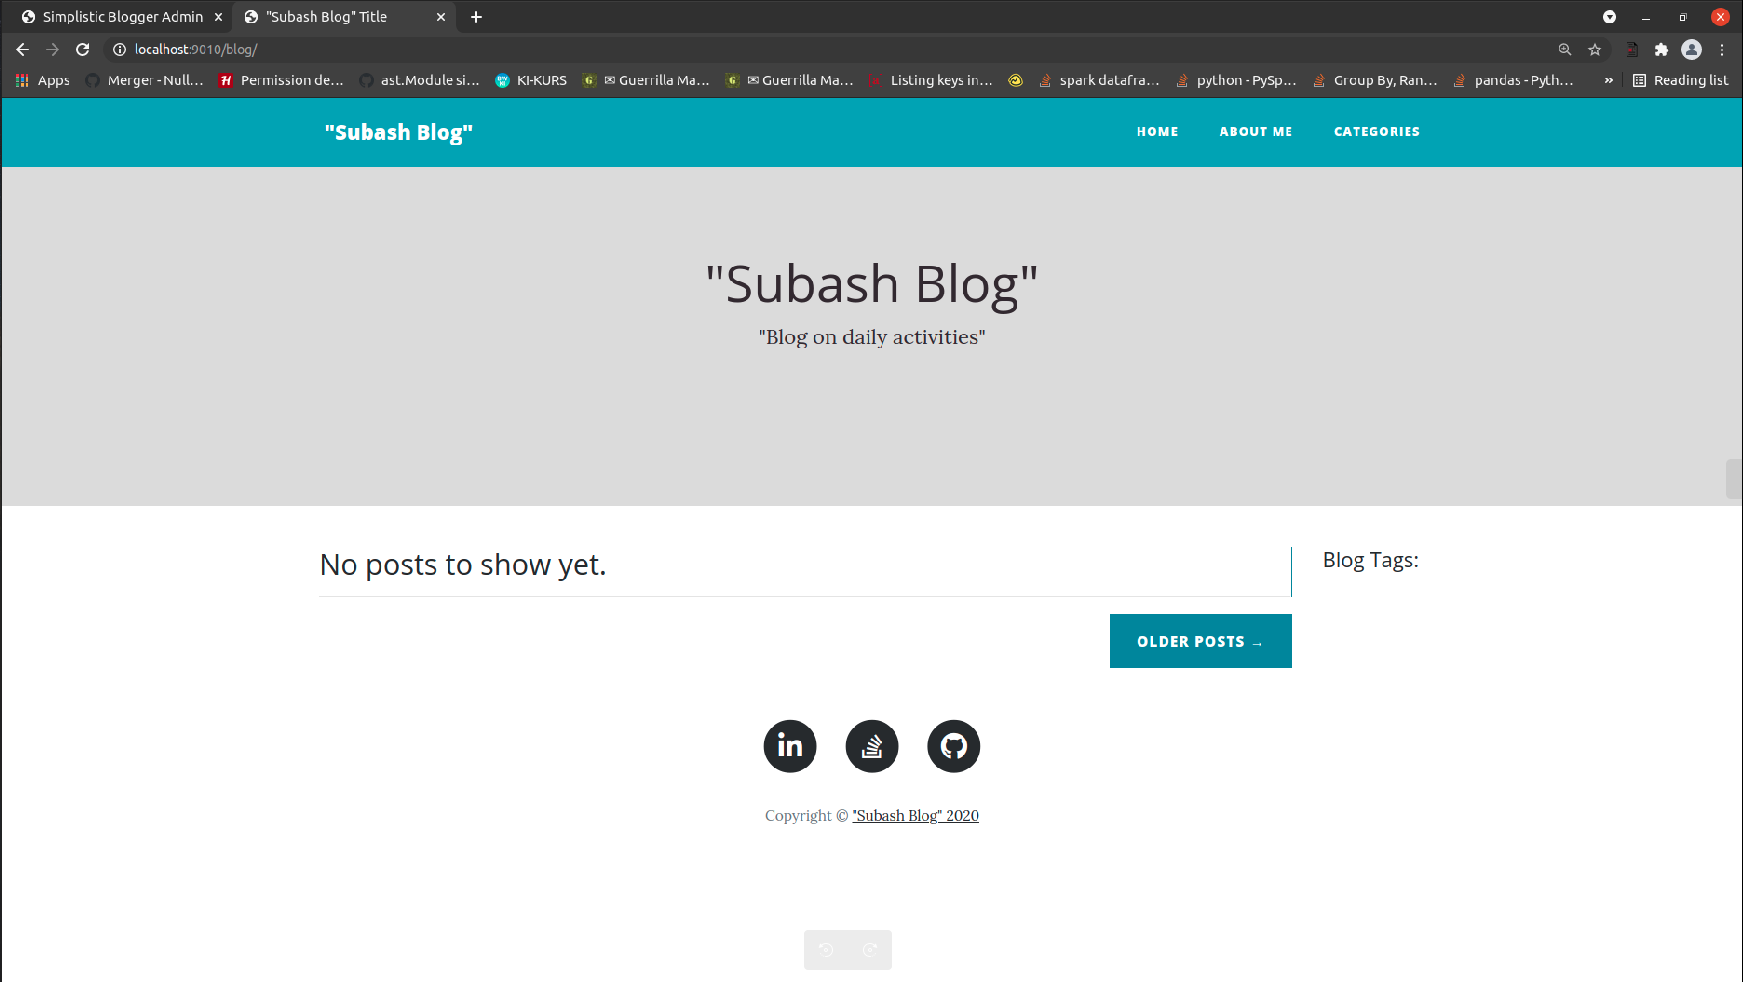 Simplistic Blogger Admin
"Subash Blog" Title
localhost:9010/blog/
Apps
Merger - Null...
Permission de...
ast.Module si...
KI-KURS
✉ Guerrilla Ma...
✉ Guerrilla Ma...
Listing keys in...
spark datafra...
python - PySp...
Group By, Ran...
pandas - Pyth...
»
Reading list
"Subash Blog"
HOME
ABOUT ME
CATEGORIES
"Subash Blog"
"Blog on daily activities"
No posts to show yet.
Blog Tags:
OLDER POSTS →
in
Copyright © "Subash Blog" 2020